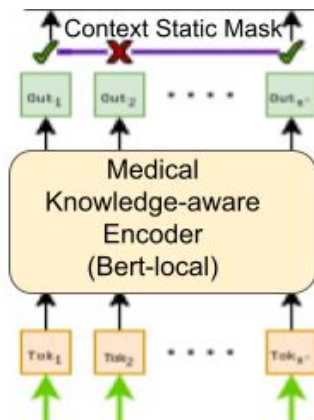 Context Static Mask
Out₁ Out₂ * * * * Outₛ''
Medical
Knowledge-aware
Encoder
(Bert-local)
Tok₁ Tok₂ * * * * Tokₛ''